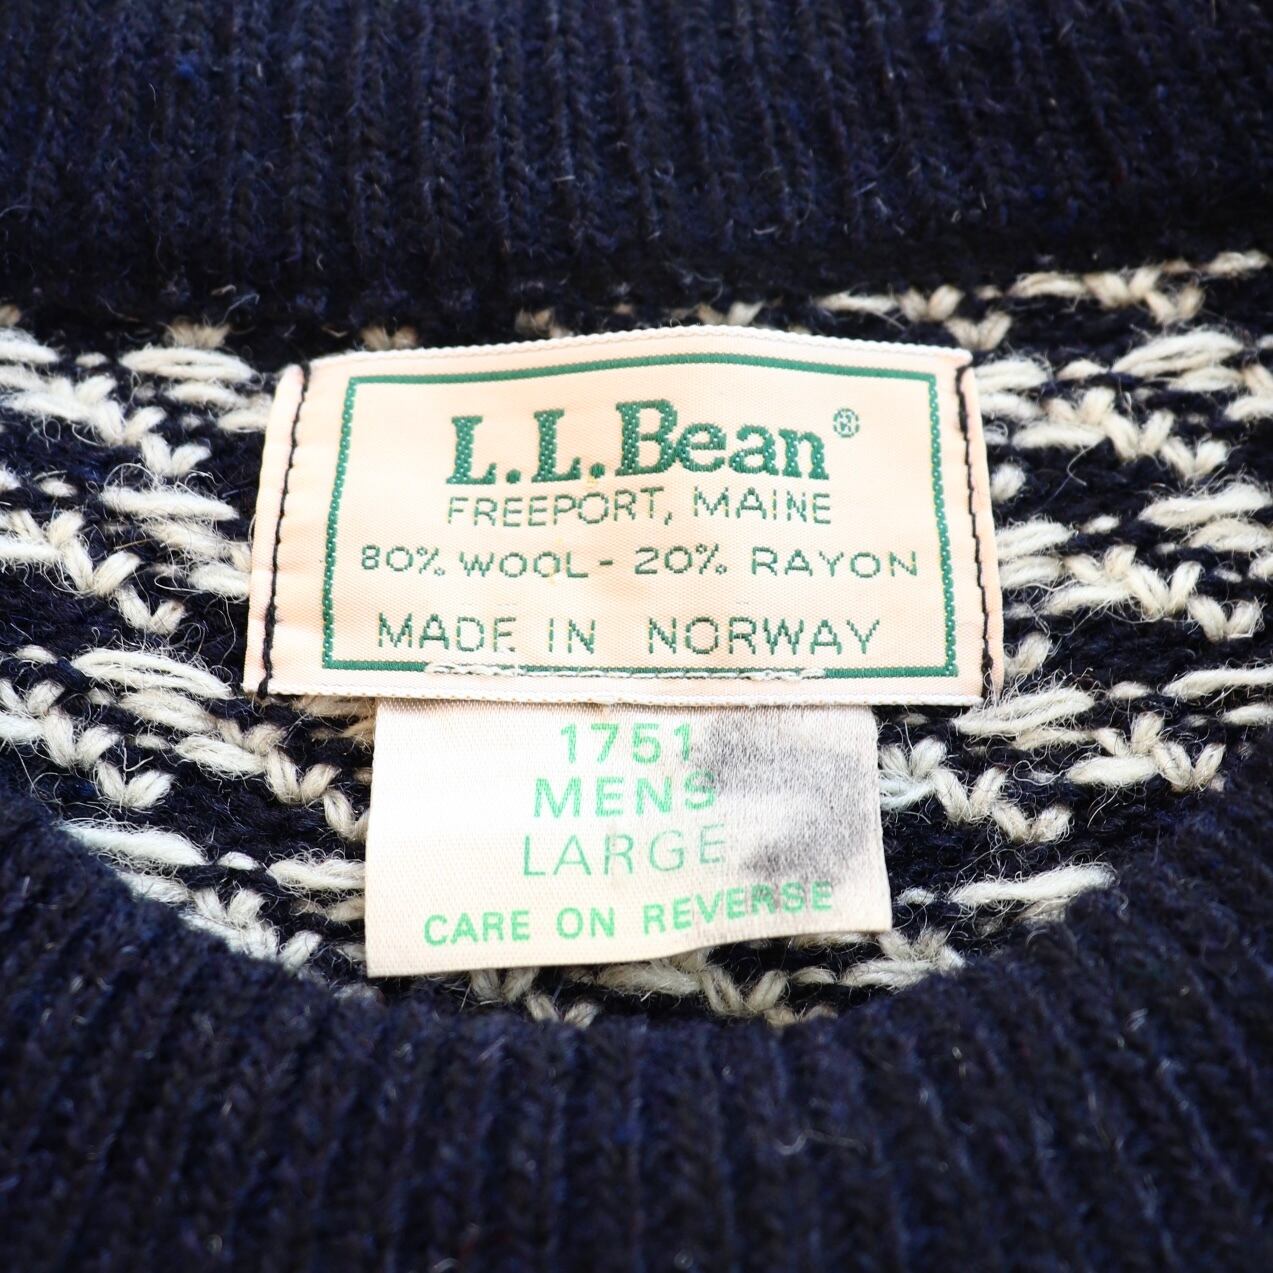 L.L.Bean®
FREEPORT, MAINE
80% WOOL - 20% RAYON
MADE IN NORWAY
1751
MENS
LARGE
CARE ON REVERSE